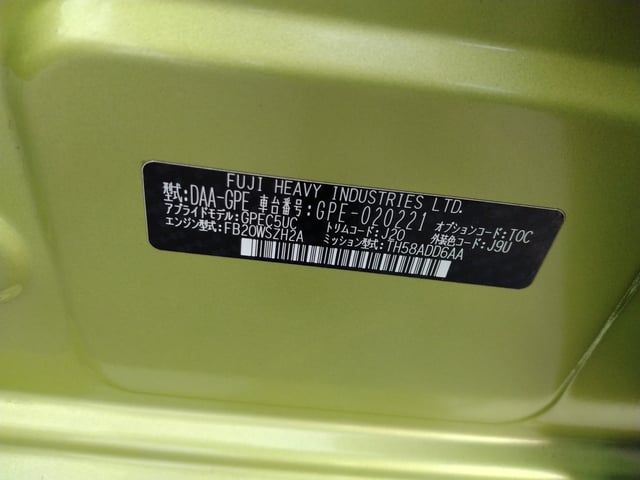 FUJI HEAVY INDUSTRIES LTD.
型式:DAA-GPE 車台番号:GPE-020221
アプライドモデル:GPEC5UC トリムコード:J20 オプションコード:TOC
エンジン型式:FB20WSZH2A ミッション型式:TH58ADD6AA 外装色コード:J9U